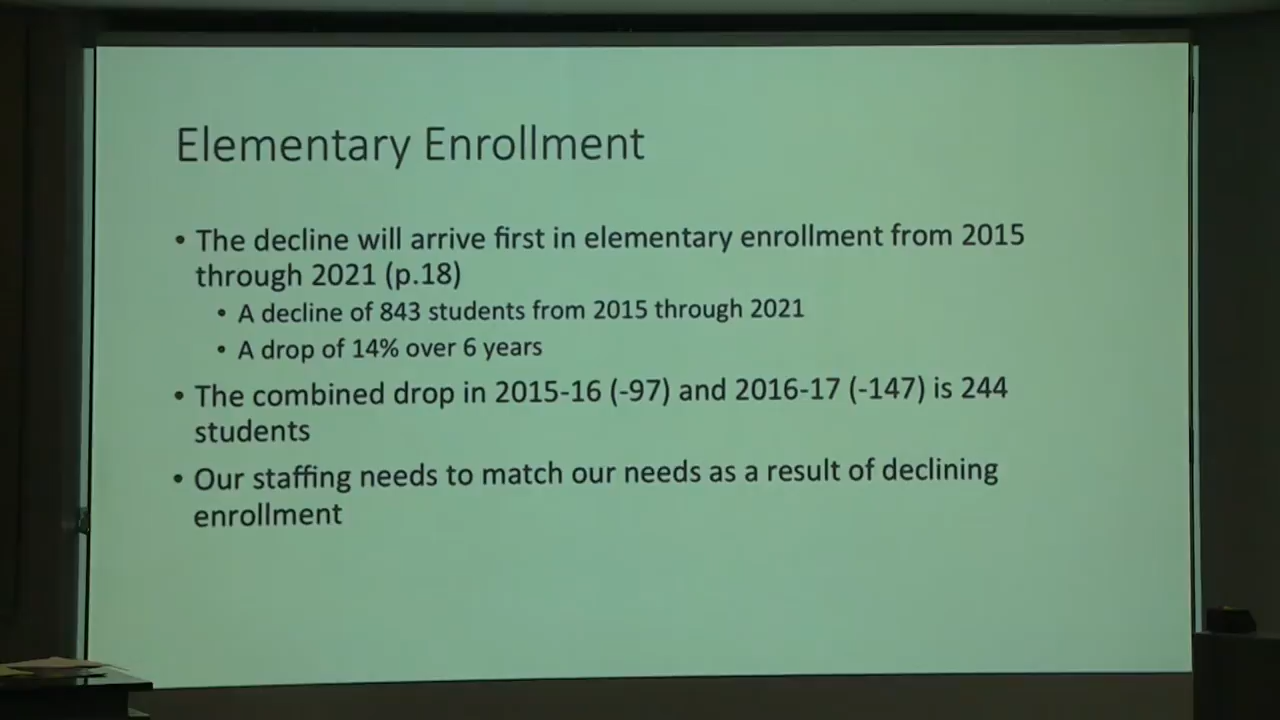 Elementary Enrollment
• The decline will arrive first in elementary enrollment from 2015
through 2021 (p.18)
• A decline of 843 students from 2015 through 2021
• A drop of 14% over 6 years
• The combined drop in 2015-16 (-97) and 2016-17 (-147) is 244
students
• Our staffing needs to match our needs as a result of declining
enrollment